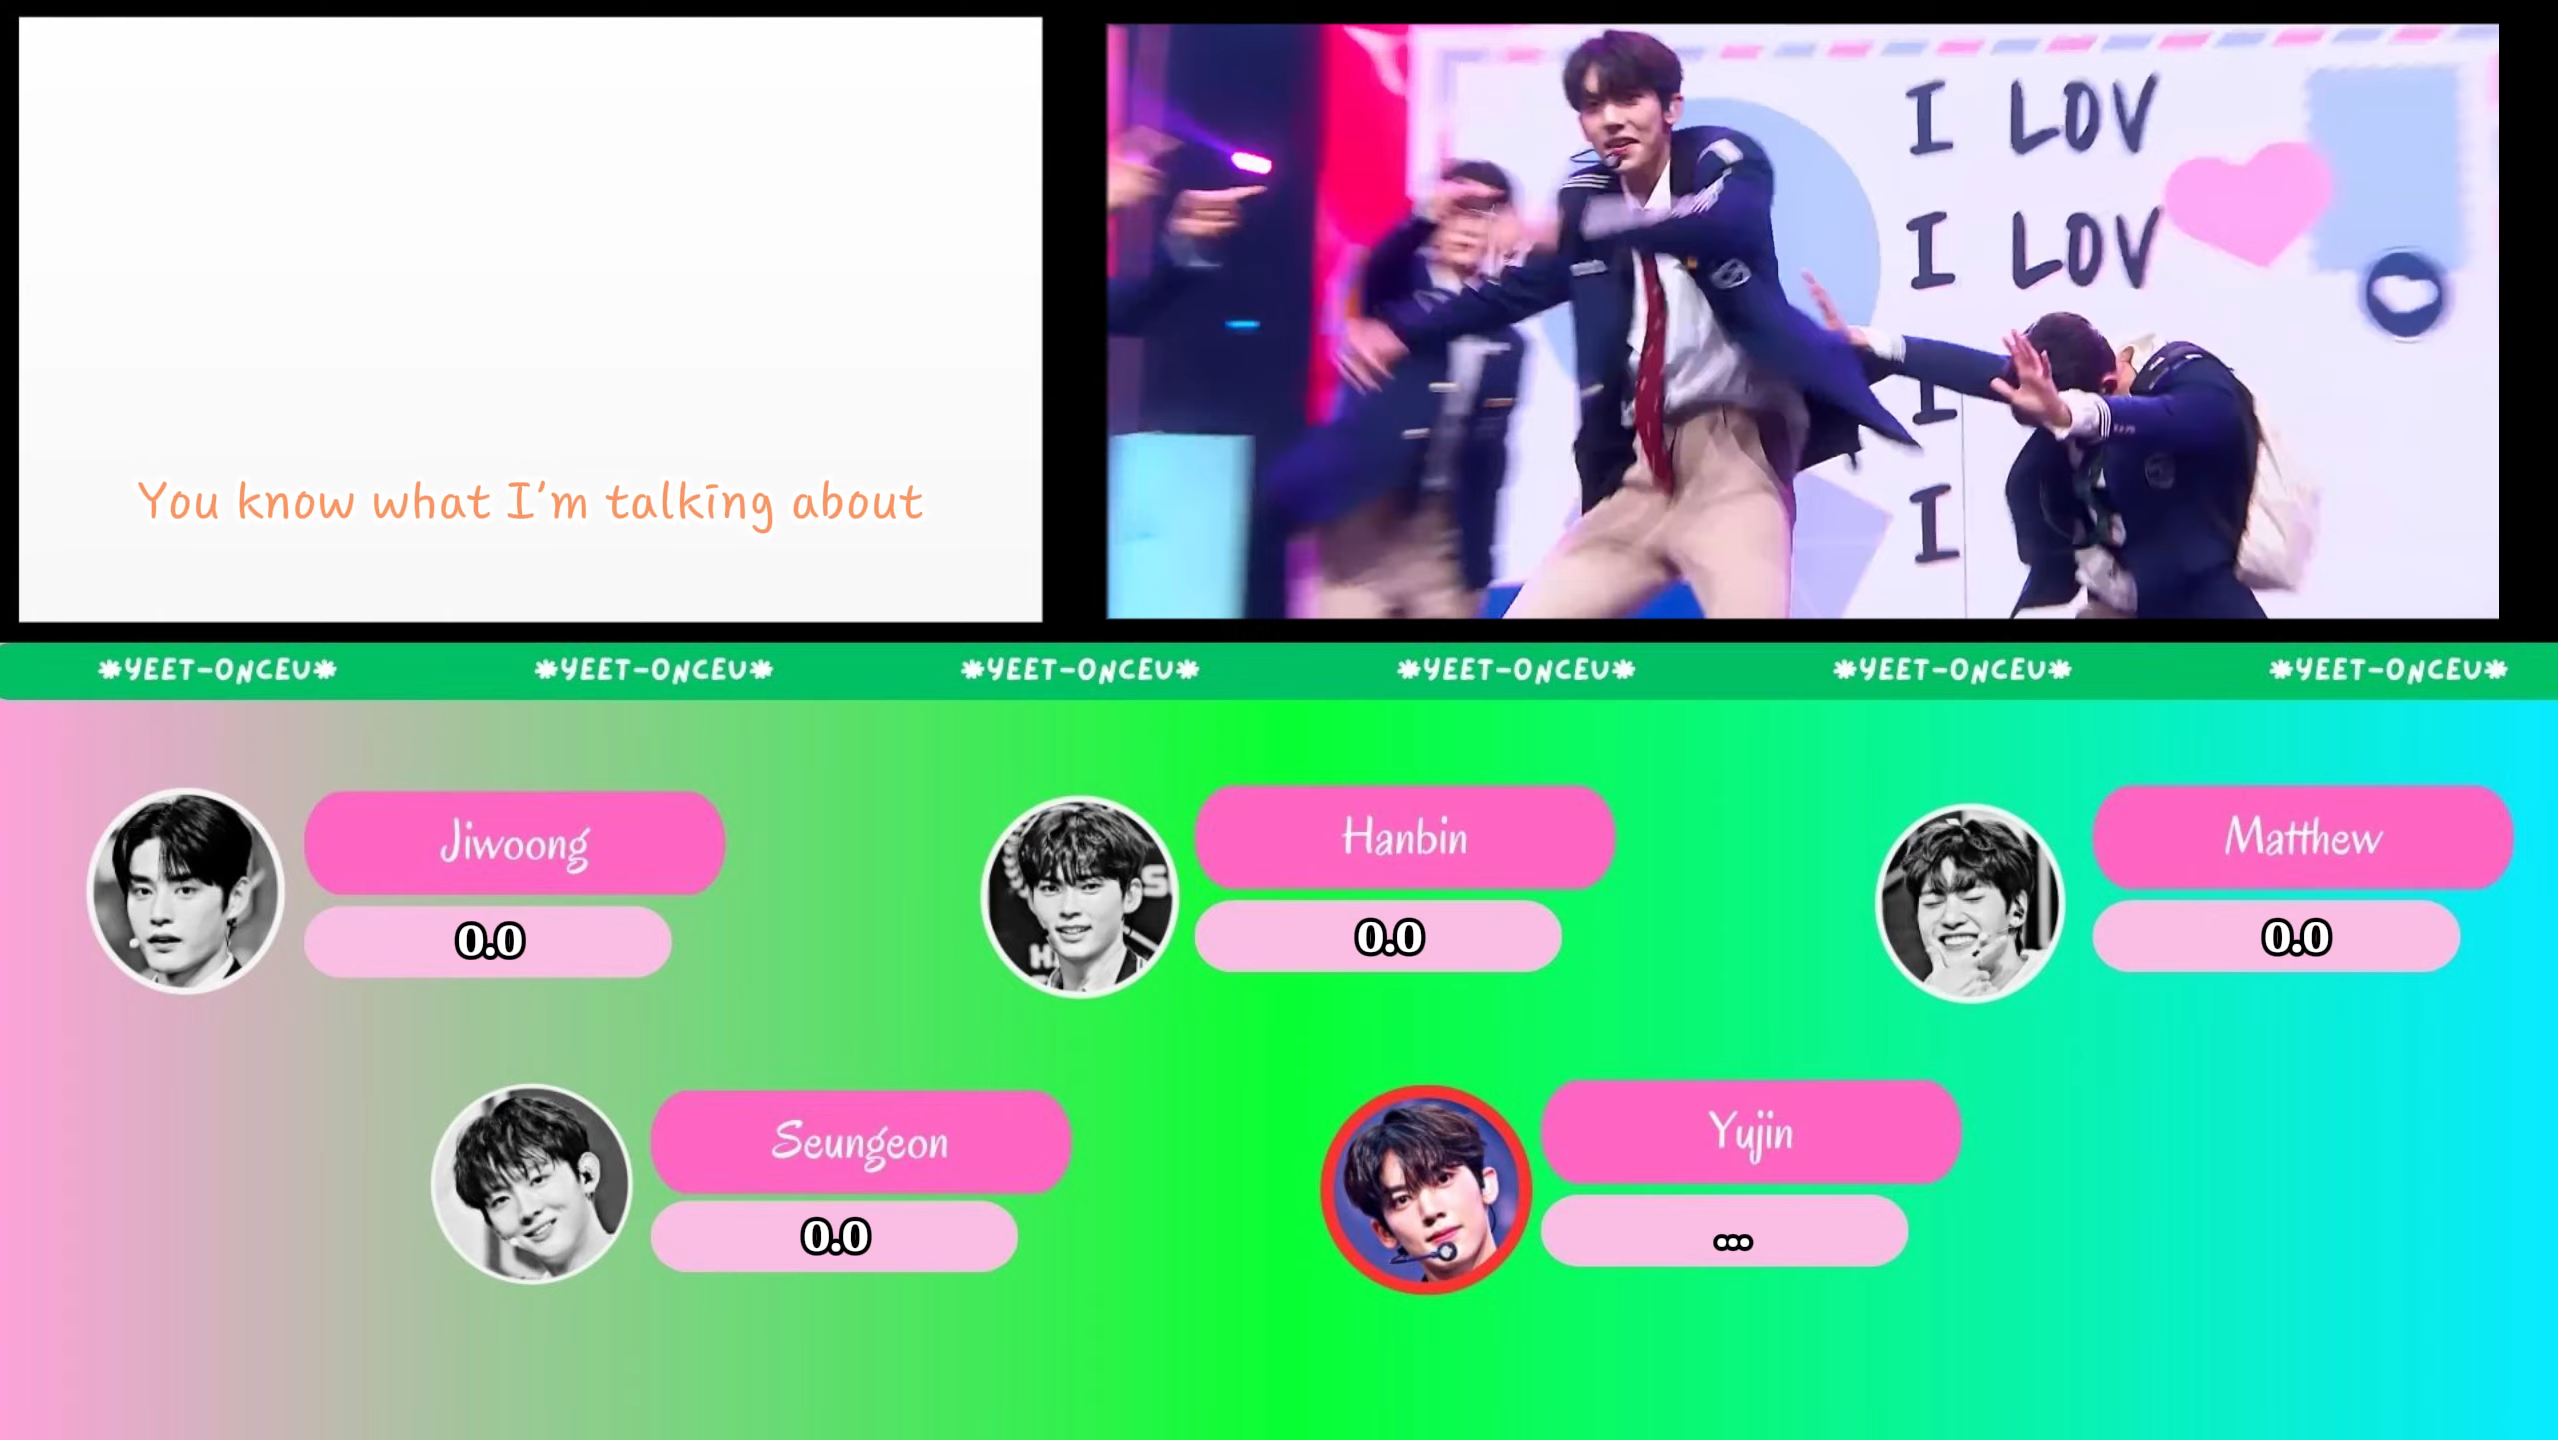 You know what I'm talking about
I LOV
I LOV
I
I
*YEET-ONCEU* *YEET-ONCEU* *YEET-ONCEU* *YEET-ONCEU* *YEET-ONCEU* *YEET-ONCEU*
Jiwoong
0.0
Hanbin
0.0
Matthew
0.0
Seungeon
0.0
Yujin
...